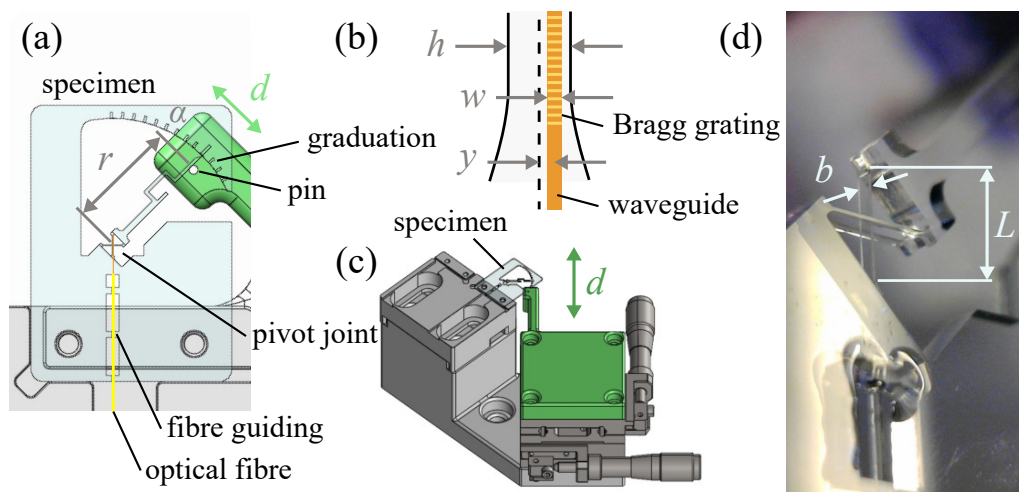 (a)
specimen
d
α
graduation
r
pin
pivot joint
fibre guiding
optical fibre
(b)
h
w
Bragg grating
y
waveguide
specimen
(c)
d
(d)
b
L